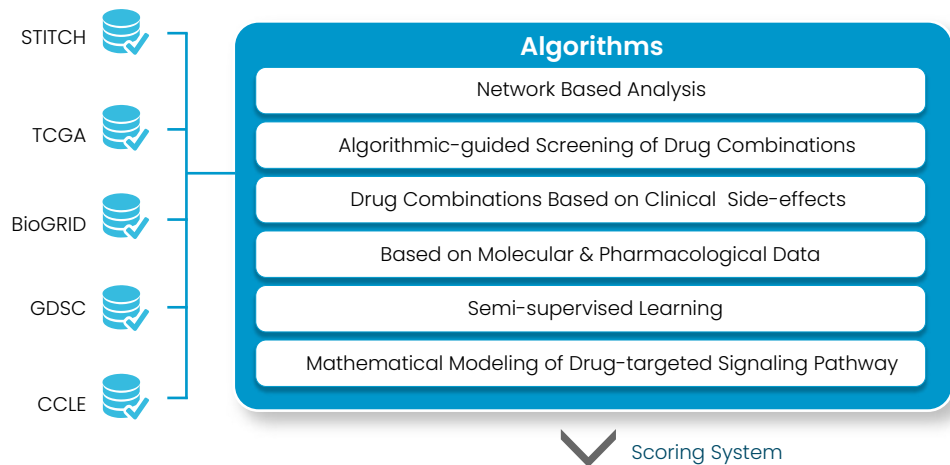 STITCH
TCGA
BioGRID
GDSC
CCLE
Algorithms
Network Based Analysis
Algorithmic-guided Screening of Drug Combinations
Drug Combinations Based on Clinical Side-effects
Based on Molecular & Pharmacological Data
Semi-supervised Learning
Mathematical Modeling of Drug-targeted Signaling Pathway
Scoring System